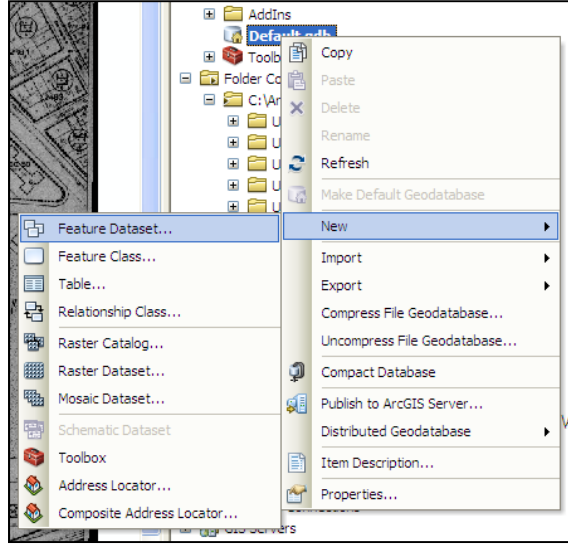 AddIns
Default.gdb
Toolb
Folder Co
C:\Ar
U
U
U
U
U
Copy
Paste
Delete
Rename
Refresh
Make Default Geodatabase
New
Import
Export
Compress File Geodatabase...
Uncompress File Geodatabase...
Compact Database
Publish to ArcGIS Server...
Distributed Geodatabase
Item Description...
Properties...
Feature Dataset...
Feature Class...
Table...
Relationship Class...
Raster Catalog...
Raster Dataset...
Mosaic Dataset...
Schematic Dataset
Toolbox
Address Locator...
Composite Address Locator...
GIS Servers